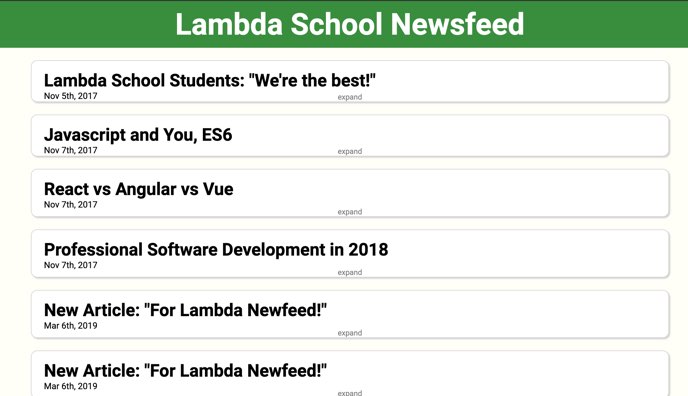 Lambda School Newsfeed
Lambda School Students: "We're the best!"
Nov 5th, 2017
expand
Javascript and You, ES6
Nov 7th, 2017
expand
React vs Angular vs Vue
Nov 7th, 2017
expand
Professional Software Development in 2018
Nov 7th, 2017
expand
New Article: "For Lambda Newfeed!"
Mar 6th, 2019
expand
New Article: "For Lambda Newfeed!"
Mar 6th, 2019
expand